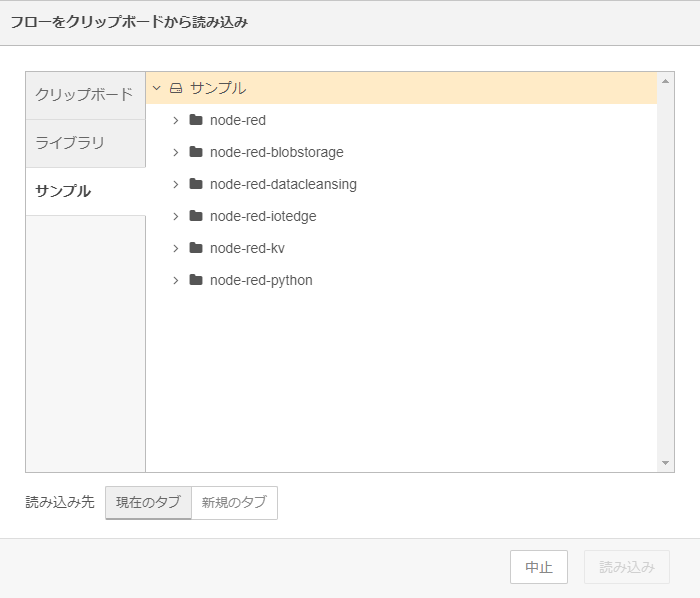 フローをクリップボードから読み込み
クリップボード
ライブラリ
サンプル
サンプル
node-red
node-red-blobstorage
node-red-datacleansing
node-red-iotedge
node-red-kv
node-red-python
読み込み先 現在のタブ 新規のタブ
中止 読み込み